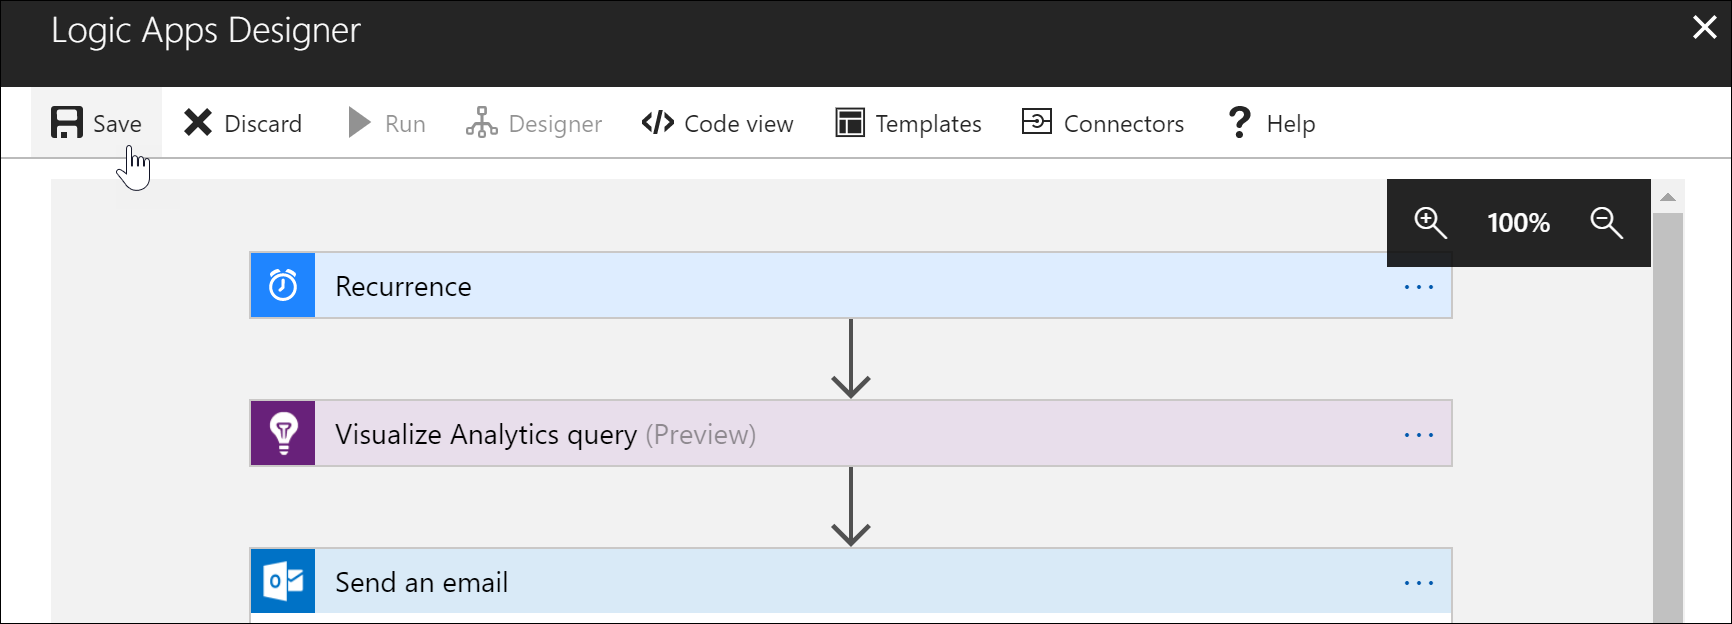 Logic Apps Designer
Save Discard Run Designer </> Code view Templates Connectors ? Help
100%
Recurrence ...
Visualize Analytics query (Preview) ...
Send an email ...